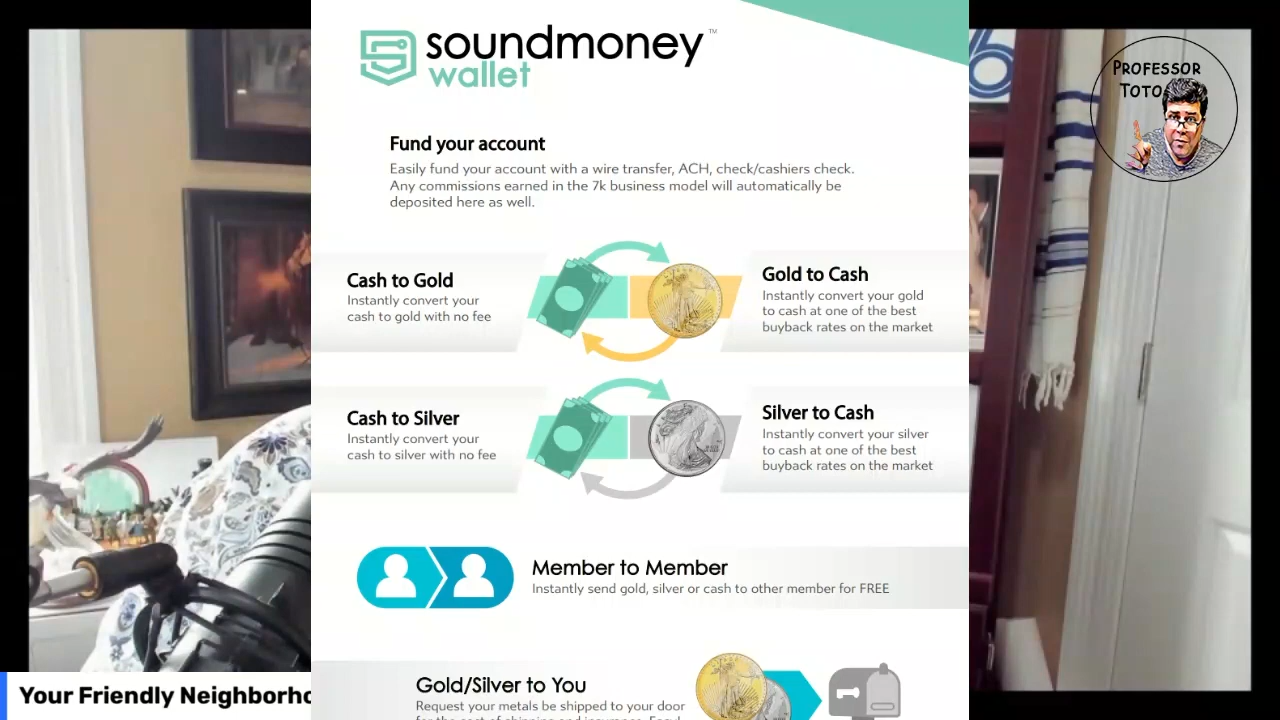 soundmoney™
wallet
PROFESSOR
Fund your account
Easily fund your account with a wire transfer, ACH, check/cashiers check.
Any commissions earned in the 7k business model will automatically be
deposited here as well.
Cash to Gold
Instantly convert your
cash to gold with no fee
Gold to Cash
Instantly convert your gold
to cash at one of the best
buyback rates on the market
Cash to Silver
Instantly convert your
cash to silver with no fee
Silver to Cash
Instantly convert your silver
to cash at one of the best
buyback rates on the market
Member to Member
Instantly send gold, silver or cash to other member for FREE
Gold/Silver to You
Request your metals be shipped to your door
Your Friendly